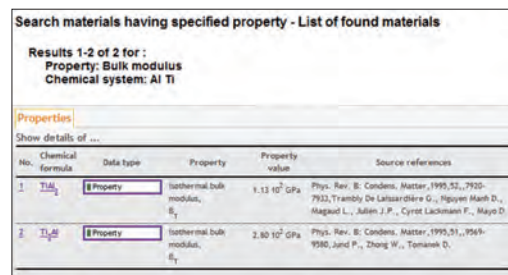 Search materials having specified property - List of found materials
Results 1-2 of 2 for :
Property: Bulk modulus
Chemical system: Al Ti
Properties
Show details of ...
No. Chemical formula Data type Property Property value Source references
1 TiAl₃ Property Isothermal bulk modulus, B_T 1.13 10² GPa Phys. Rev. B: Condens. Matter,1995,52,,7920-
7933,Trambly De Laissardière G., Nguyen Manh D.,
Magaud L., Julien J.P., Cyrot Lackmann F., Mayo D
2 Ti₃Al Property Isothermal bulk modulus, B_T 2.80 10² GPa Phys. Rev. B: Condens. Matter,1995,51,,9569-
9580,Jund P., Zhong W., Tomanek D.